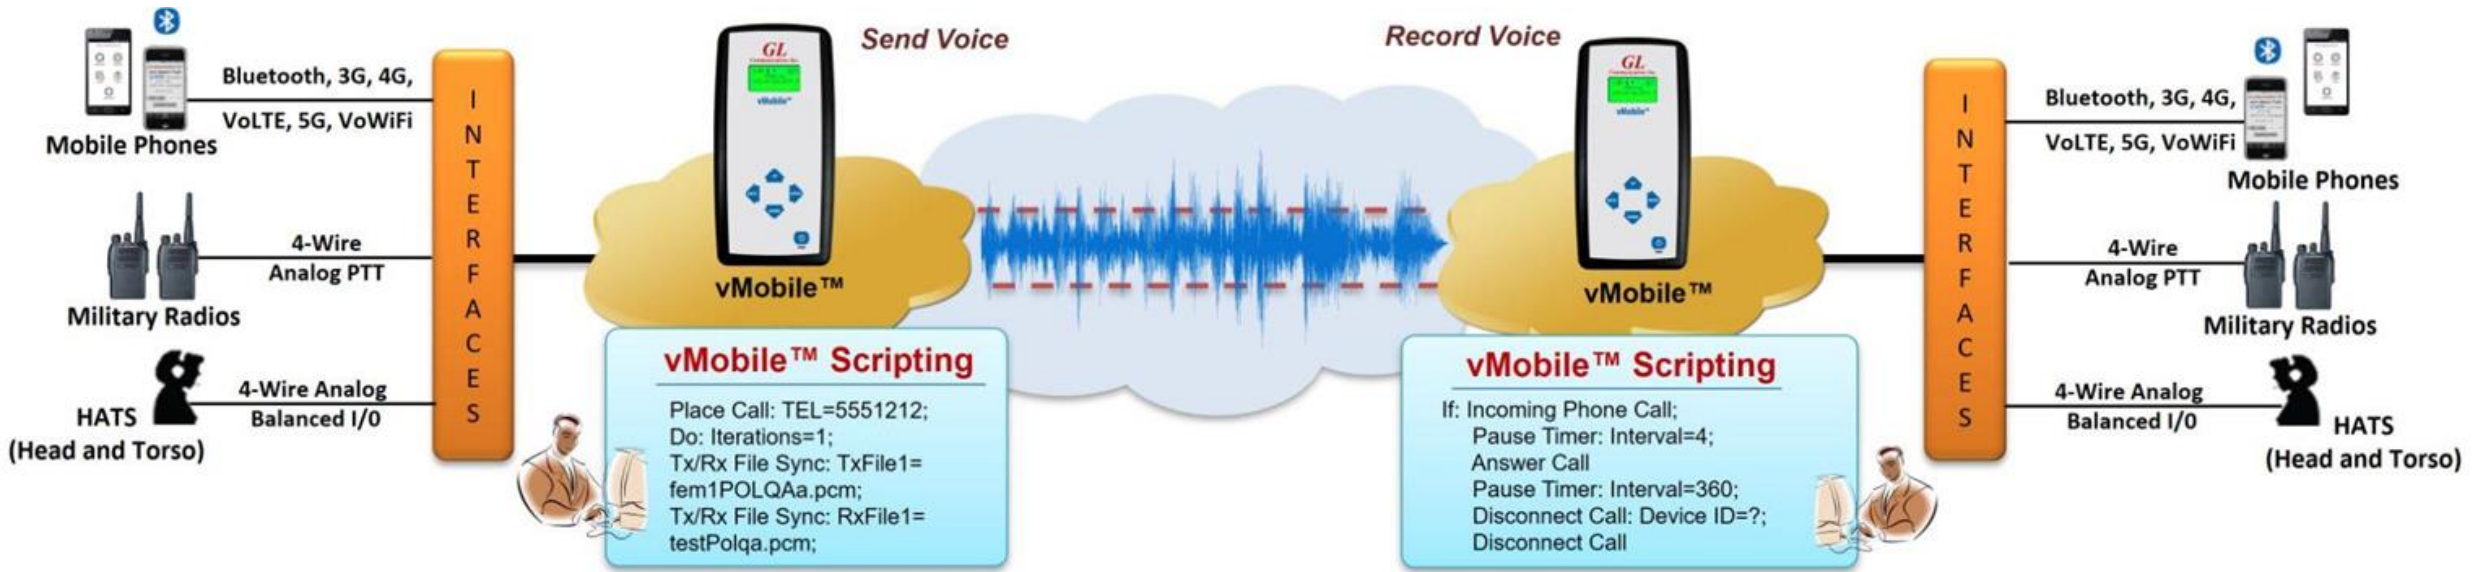 Send Voice
Record Voice
Bluetooth, 3G, 4G,
VoLTE, 5G, VoWiFi
Mobile Phones
4-Wire
Analog PTT
Military Radios
4-Wire Analog
Balanced I/0
HATS
(Head and Torso)
INTERFACES
GL
vMobile™
vMobile™
vMobile™ Scripting
Place Call: TEL=5551212;
Do: Iterations=1;
Tx/Rx File Sync: TxFile1=
fem1POLQAa.pcm;
Tx/Rx File Sync: RxFile1=
testPolqa.pcm;
GL
vMobile™
vMobile™
vMobile™ Scripting
If: Incoming Phone Call;
Pause Timer: Interval=4;
Answer Call
Pause Timer: Interval=360;
Disconnect Call: Device ID=?;
Disconnect Call
INTERFACES
Bluetooth, 3G, 4G,
VoLTE, 5G, VoWiFi
Mobile Phones
4-Wire
Analog PTT
Military Radios
4-Wire Analog
Balanced I/0
HATS
(Head and Torso)